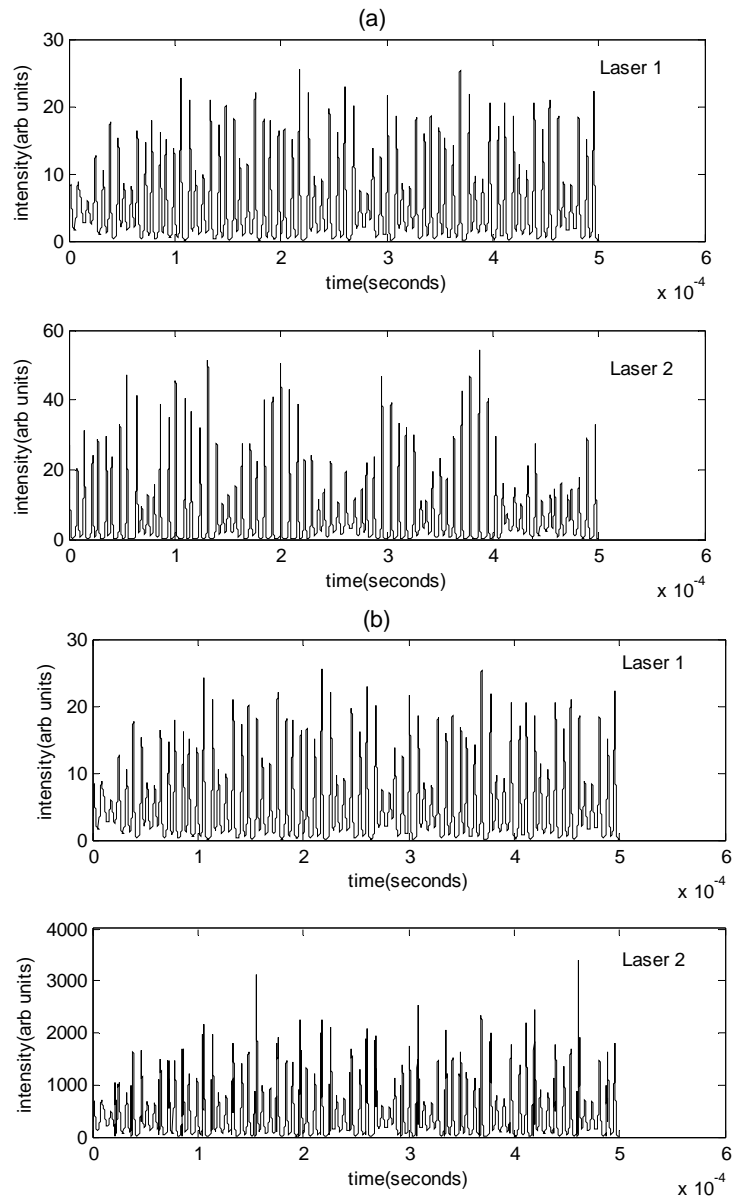 (a)
30
20
10
0
intensity(arb units)
Laser 1
0 1 2 3 4 5 6
time(seconds)
x 10-4
60
40
20
0
intensity(arb units)
Laser 2
0 1 2 3 4 5 6
time(seconds)
x 10-4
(b)
30
20
10
0
intensity(arb units)
Laser 1
0 1 2 3 4 5 6
time(seconds)
x 10-4
4000
3000
2000
1000
0
intensity(arb units)
Laser 2
0 1 2 3 4 5 6
time(seconds)
x 10-4